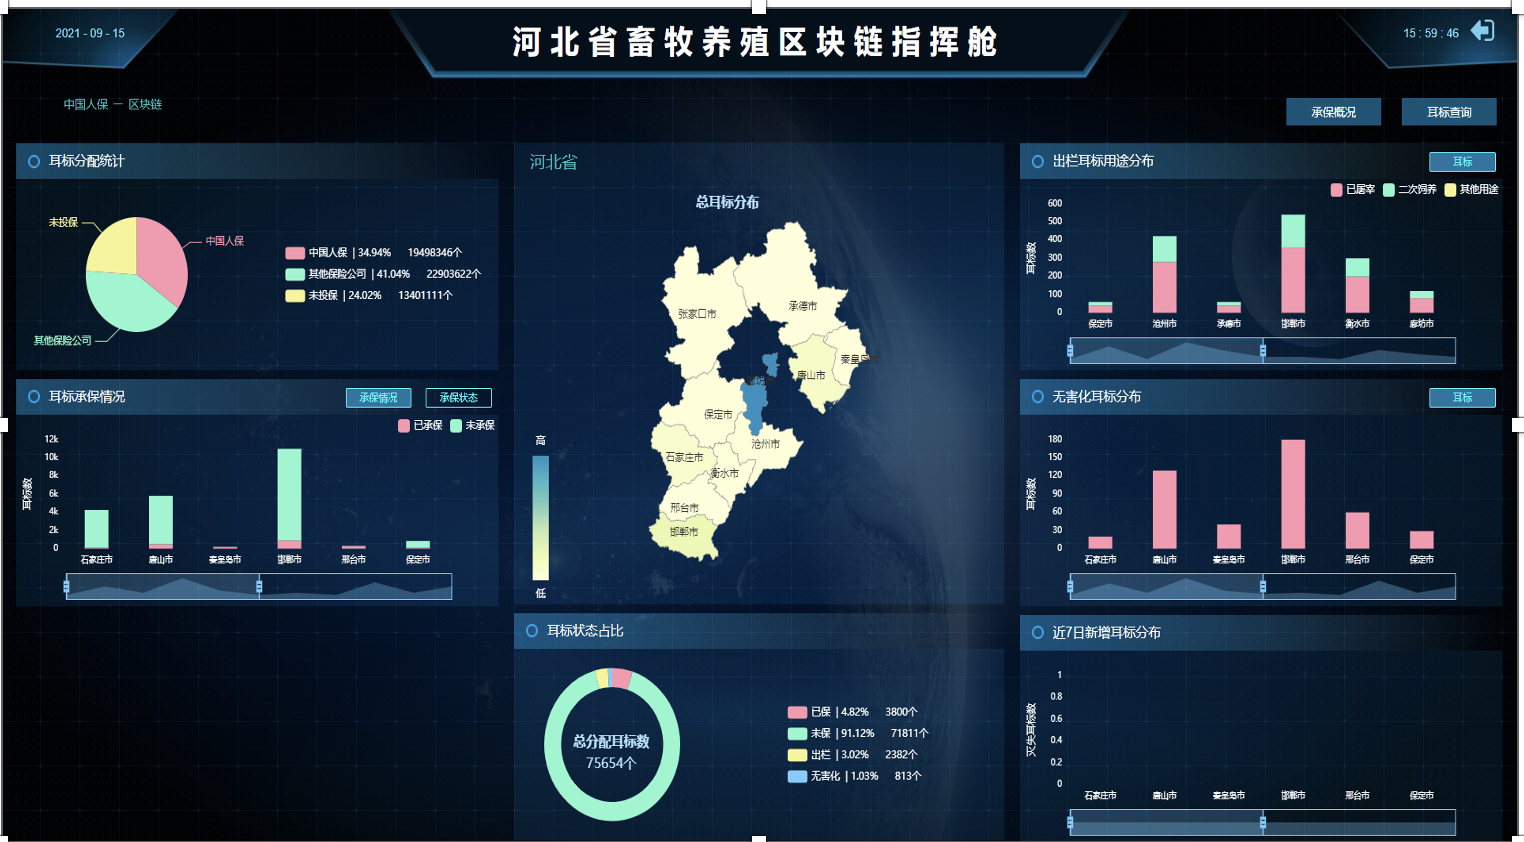 2021 - 09 - 15
河北省畜牧养殖区块链指挥舱
15 : 59 : 46
中国人保 — 区块链
承保概况
耳标查询
耳标分配统计
未投保
中国人保
其他保险公司
中国人保 | 34.94% 19498346个
其他保险公司 | 41.04% 22903622个
未投保 | 24.02% 13401111个
耳标承保情况
承保情况
承保状态
已承保
未承保
耳标数
12k
10k
8k
6k
4k
2k
0
石家庄市
唐山市
秦皇岛市
邯郸市
邢台市
保定市
河北省
总耳标分布
张家口市
承德市
秦皇岛市
唐山市
保定市
沧州市
石家庄市
衡水市
邢台市
邯郸市
高
低
耳标状态占比
总分配耳标数
75654个
已保 | 4.82% 3800个
未保 | 91.12% 71811个
出栏 | 3.02% 2382个
无害化 | 1.03% 813个
出栏耳标用途分布
耳标
已屠宰
二次饲养
其他用途
耳标数
600
500
400
300
200
100
0
保定市
沧州市
承德市
邯郸市
衡水市
廊坊市
无害化耳标分布
耳标
耳标数
180
150
120
90
60
30
0
石家庄市
唐山市
秦皇岛市
邯郸市
邢台市
保定市
近7日新增耳标分布
灭失耳标数
1
0.8
0.6
0.4
0.2
0
石家庄市
唐山市
秦皇岛市
邯郸市
邢台市
保定市